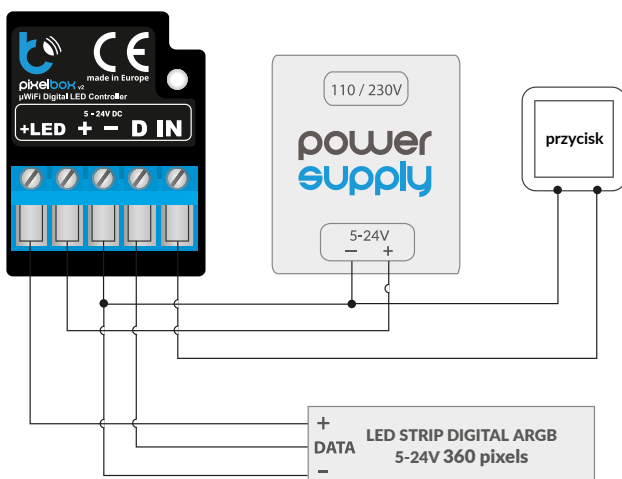 made in Europe
pixelbox v2
µWiFi Digital LED Controller
5 - 24V DC
+LED + − D IN
110 / 230V
power
supply
5-24V
− +
przycisk
+
DATA
−
LED STRIP DIGITAL ARGB
5-24V 360 pixels